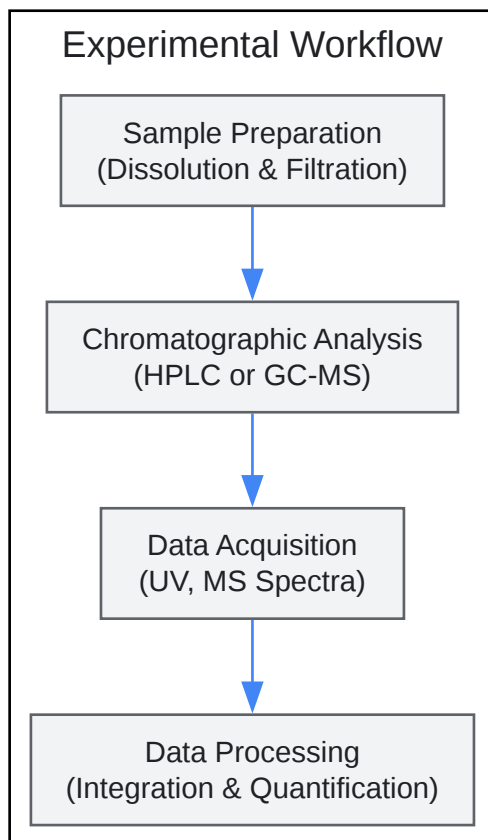 Experimental Workflow
Sample Preparation
(Dissolution & Filtration)
Chromatographic Analysis
(HPLC or GC-MS)
Data Acquisition
(UV, MS Spectra)
Data Processing
(Integration & Quantification)